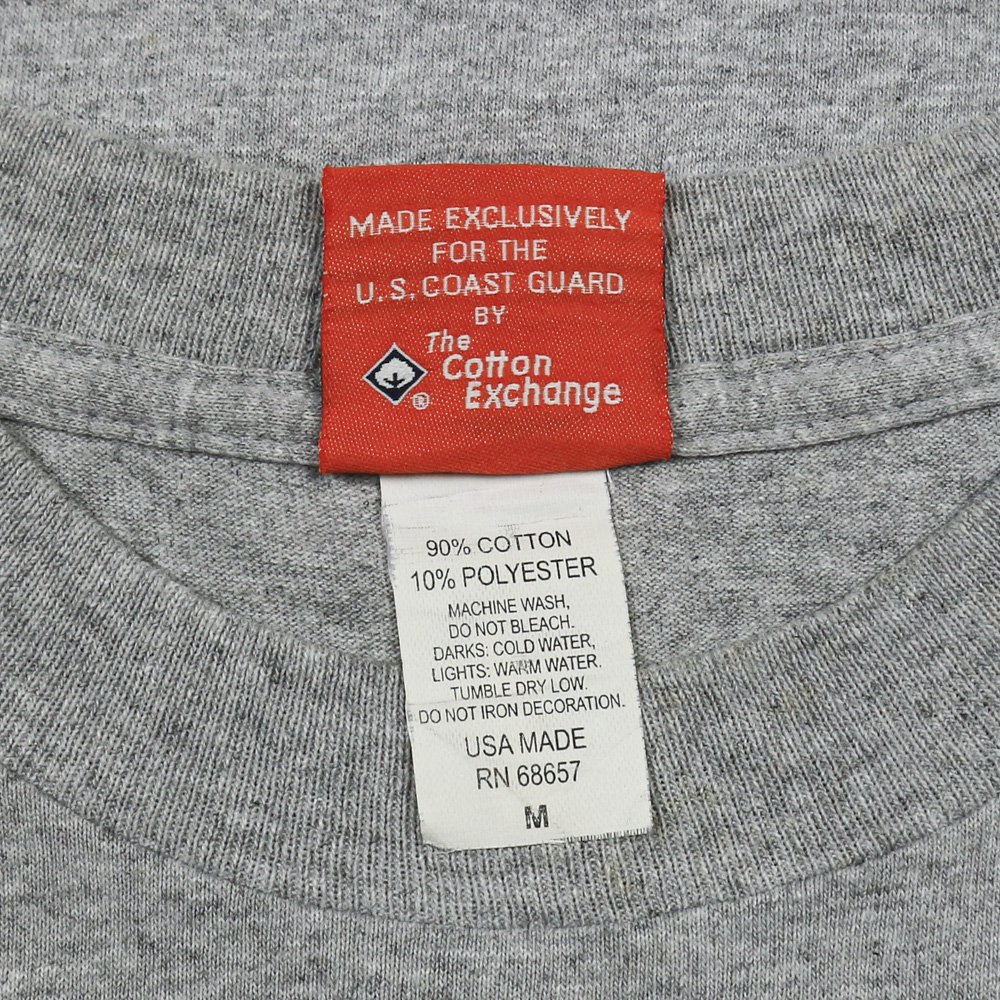 MADE EXCLUSIVELY
FOR THE
U.S. COAST GUARD
BY
The
Cotton
Exchange
®
90% COTTON
10% POLYESTER
MACHINE WASH,
DO NOT BLEACH.
DARKS: COLD WATER,
LIGHTS: WARM WATER.
TUMBLE DRY LOW.
DO NOT IRON DECORATION.
USA MADE
RN 68657
M